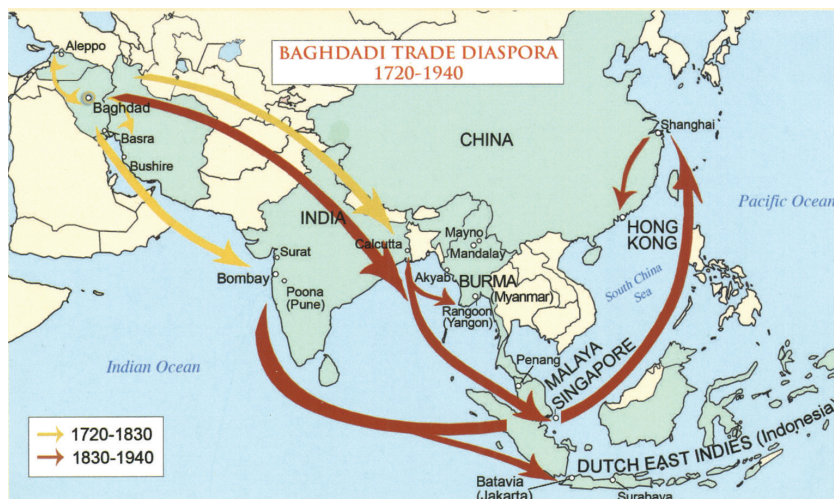 BAGHDADI TRADE DIASPORA
1720-1940
Aleppo
Baghdad
Basra
Bushire
CHINA
Shanghai
Pacific Ocean
HONG
KONG
INDIA
Surat
Bombay
Poona
(Pune)
Calcutta
Mayno
Mandalay
Akyab
BURMA
(Myanmar)
Rangoon
(Yangon)
South China
Sea
Indian Ocean
Penang
MALAYA
SINGAPORE
DUTCH EAST INDIES (Indonesia)
Batavia
(Jakarta)
Surabaya
1720-1830
1830-1940